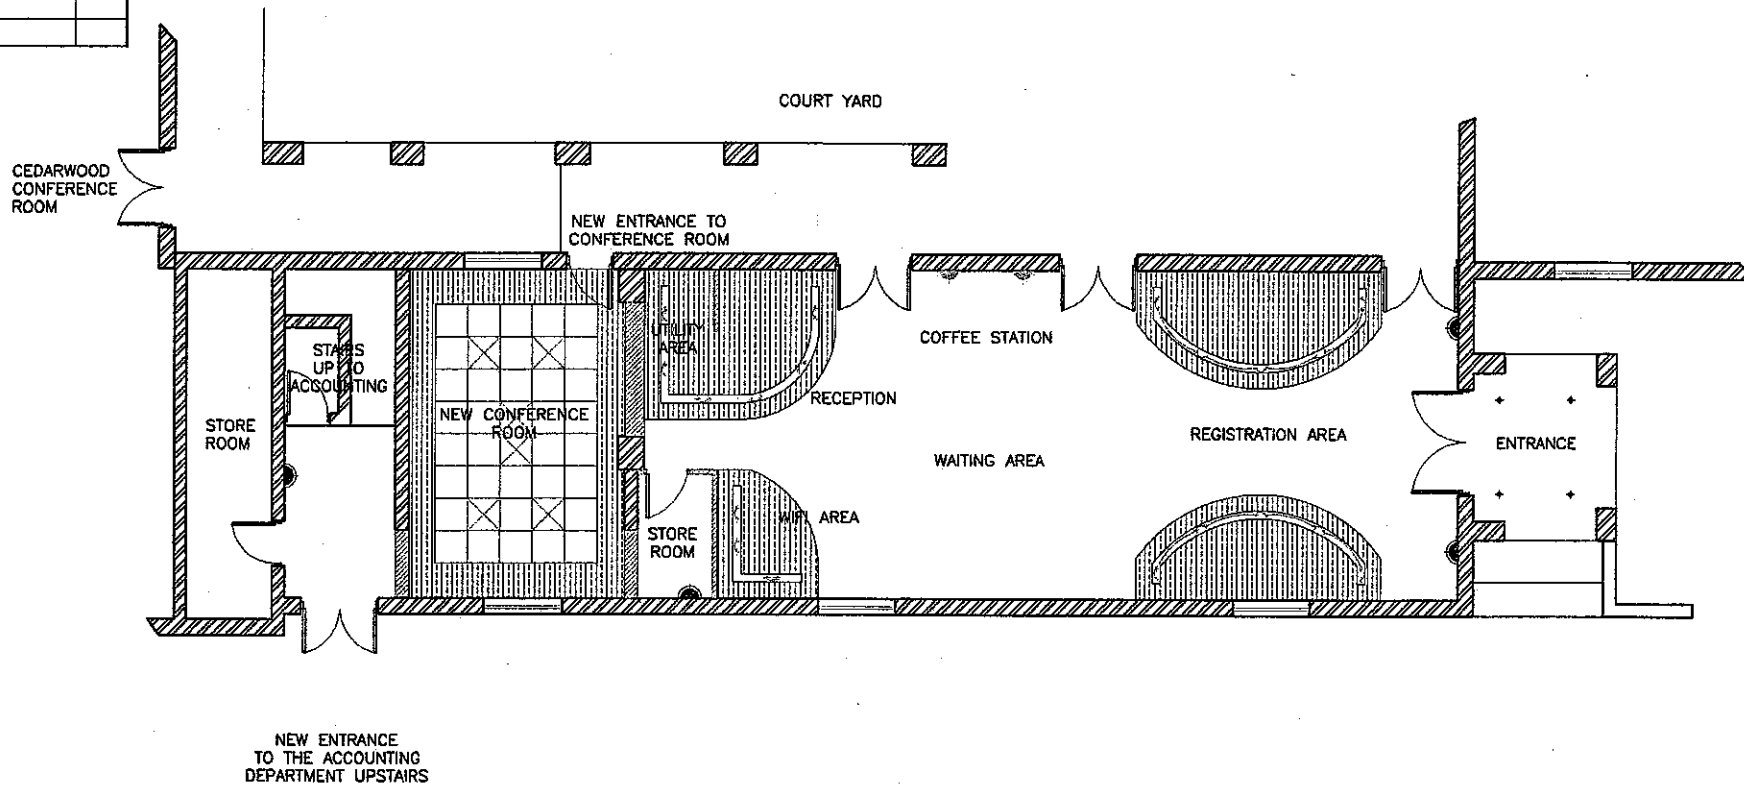 COURT YARD
CEDARWOOD
CONFERENCE
ROOM
NEW ENTRANCE TO
CONFERENCE ROOM
UTILITY
AREA
COFFEE STATION
STAIRS
UP TO
ACCOUNTING
RECEPTION
NEW CONFERENCE
ROOM
STORE
ROOM
REGISTRATION AREA
ENTRANCE
WAITING AREA
WIFI AREA
STORE
ROOM
NEW ENTRANCE
TO THE ACCOUNTING
DEPARTMENT UPSTAIRS